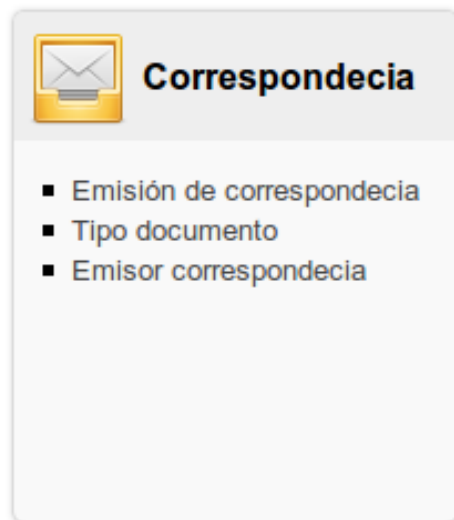 Correspondecia
Emisión de correspondecia
Tipo documento
Emisor correspondecia